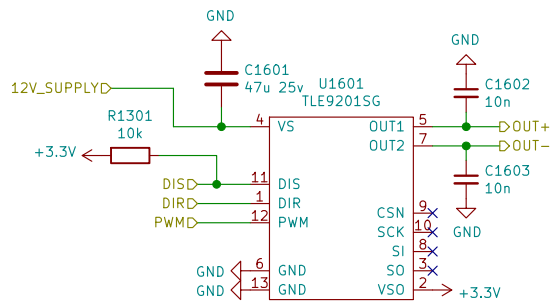 GND
GND
C1601
47u 25v
U1601
TLE9201SG
C1602
10n
12V_SUPPLY
R1301
10k
4 VS
OUT1 5
OUT+
OUT2 7
OUT-
+3.3V
C1603
10n
DIS 11 DIS
DIR 1 DIR
PWM 12 PWM
CSN 9
GND
SCK 10
SI 8
GND 6 GND
SO 3
GND 13 GND
VSO 2
+3.3V